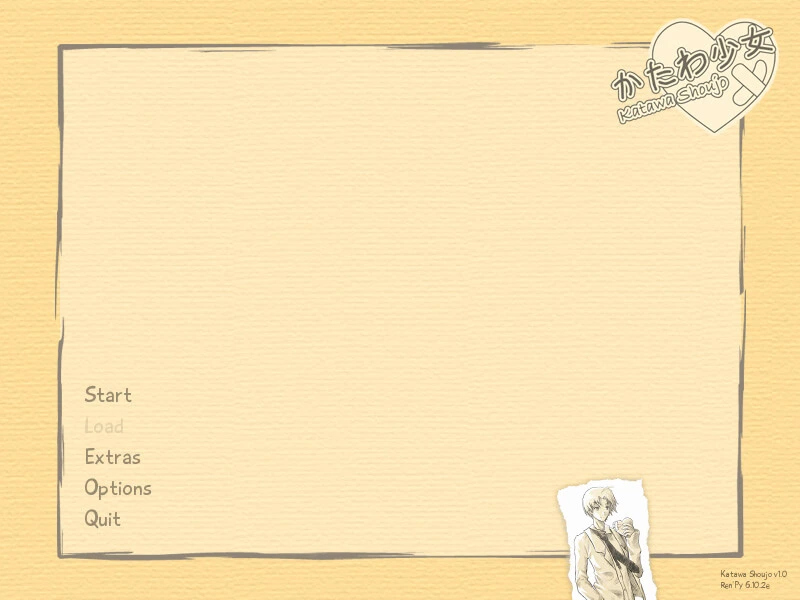 かたわ少女
Katawa Shoujo
Start
Load
Extras
Options
Quit
Katawa Shoujo v1.0
Ren'Py 6.10.2e